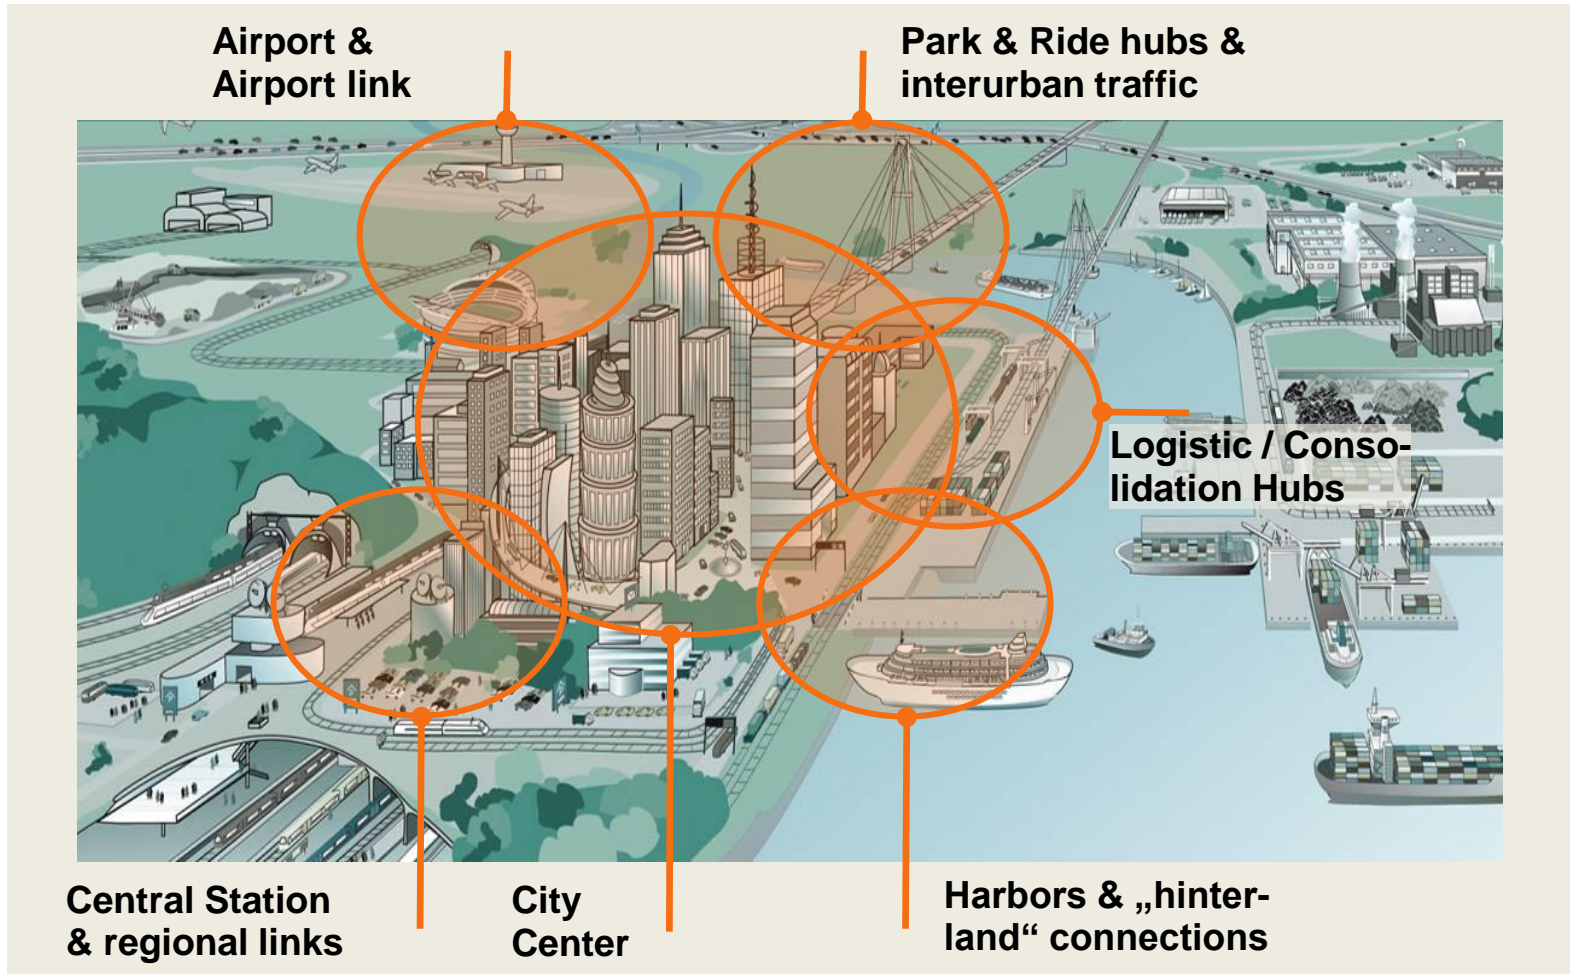 Airport &
Airport link
Park & Ride hubs &
interurban traffic
Logistic / Conso-
lidation Hubs
Central Station
& regional links
City
Center
Harbors & „hinter-
land“ connections